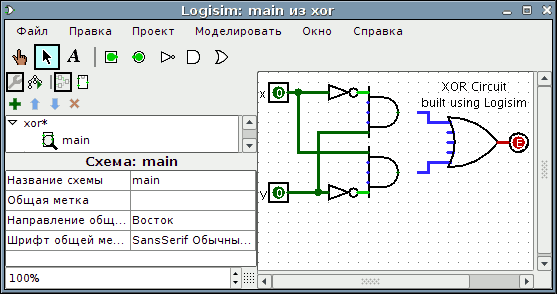 Logisim: main из xor
Файл Правка Проект Моделировать Окно Справка
A
xor*
main
Схема: main
Название схемы main
Общая метка
Направление общ... Восток
Шрифт общей ме... SansSerif Обычны...
100%
x 0
y 0
XOR Circuit
built using Logisim
E